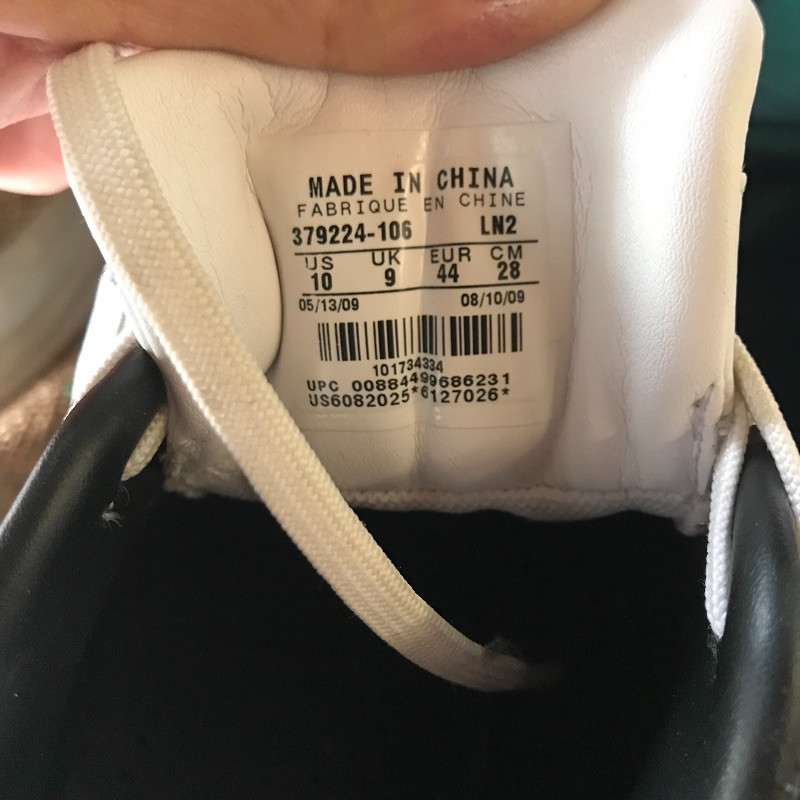 MADE IN CHINA
FABRIQUE EN CHINE
379224-106 LN2
US UK EUR CM
10 9 44 28
05/13/09 08/10/09
101734334
UPC 00884499686231
US6082025*6127026*